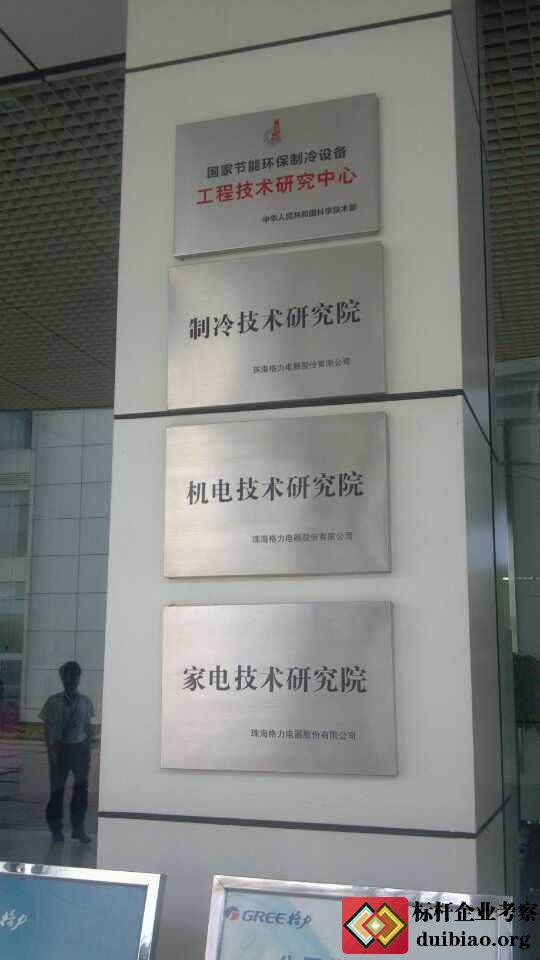 国家节能环保制冷设备
工程技术研究中心
中华人民共和国科学技术部
制冷技术研究院
珠海格力电器股份有限公司
机电技术研究院
珠海格力电器股份有限公司
家电技术研究院
珠海格力电器股份有限公司
格力
GREE格力
标杆企业考察
duibiao.org